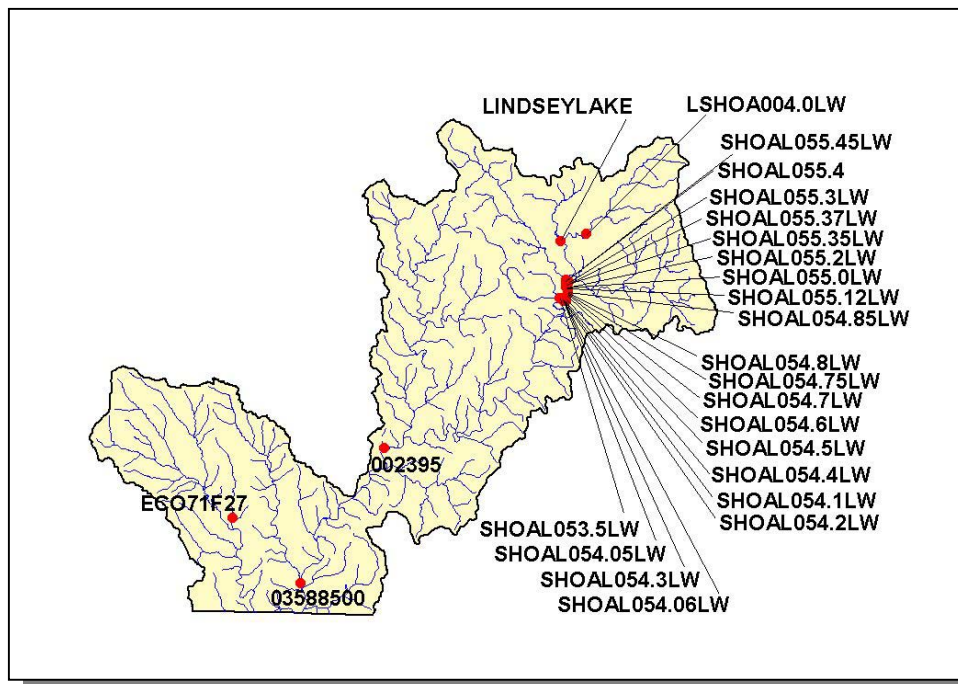 LINDSEYLAKE
LSHOA004.0LW
SHOAL055.45LW
SHOAL055.4
SHOAL055.3LW
SHOAL055.37LW
SHOAL055.35LW
SHOAL055.2LW
SHOAL055.0LW
SHOAL055.12LW
SHOAL054.85LW
SHOAL054.8LW
SHOAL054.75LW
SHOAL054.7LW
SHOAL054.6LW
SHOAL054.5LW
SHOAL054.4LW
SHOAL054.1LW
SHOAL054.2LW
002395
ECO71F27
SHOAL053.5LW
SHOAL054.05LW
SHOAL054.3LW
SHOAL054.06LW
03588500